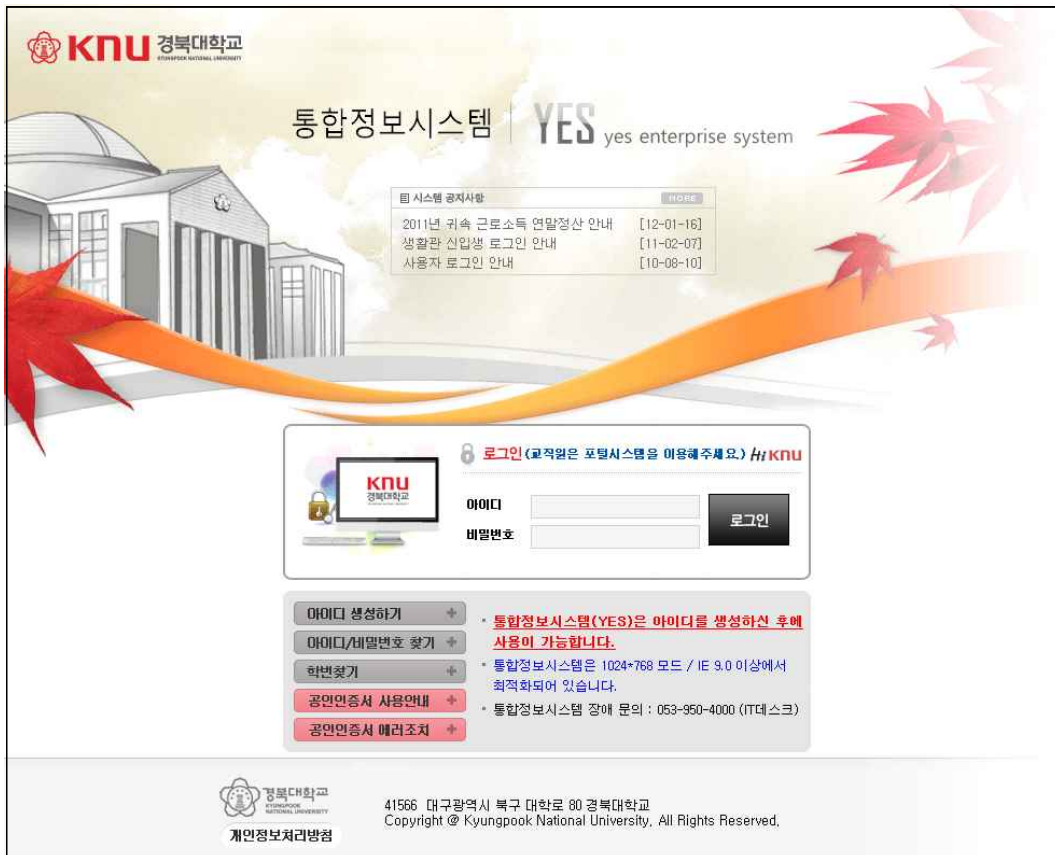 KNU 경북대학교
KYUNGPOOK NATIONAL UNIVERSITY
통합정보시스템 | YES yes enterprise system
시스템 공지사항 MORE
2011년 귀속 근로소득 연말정산 안내 [12-01-16]
생활관 신입생 로그인 안내 [11-02-07]
사용자 로그인 안내 [10-08-10]
로그인 (교직원은 포털시스템을 이용해주세요.) Hi KNU
KNU
경북대학교
아이디
비밀번호
로그인
아이디 생성하기 +
아이디/비밀번호 찾기 +
학번찾기 +
공인인증서 사용안내 +
공인인증서 에러조치 +
• 통합정보시스템(YES)은 아이디를 생성하신 후에
사용이 가능합니다.
• 통합정보시스템은 1024*768 모드 / IE 9.0 이상에서
최적화되어 있습니다.
• 통합정보시스템 장애 문의 : 053-950-4000 (IT데스크)
경북대학교
KYUNGPOOK
NATIONAL UNIVERSITY
개인정보처리방침
41566 대구광역시 북구 대학로 80 경북대학교
Copyright @ Kyungpook National University, All Rights Reserved,